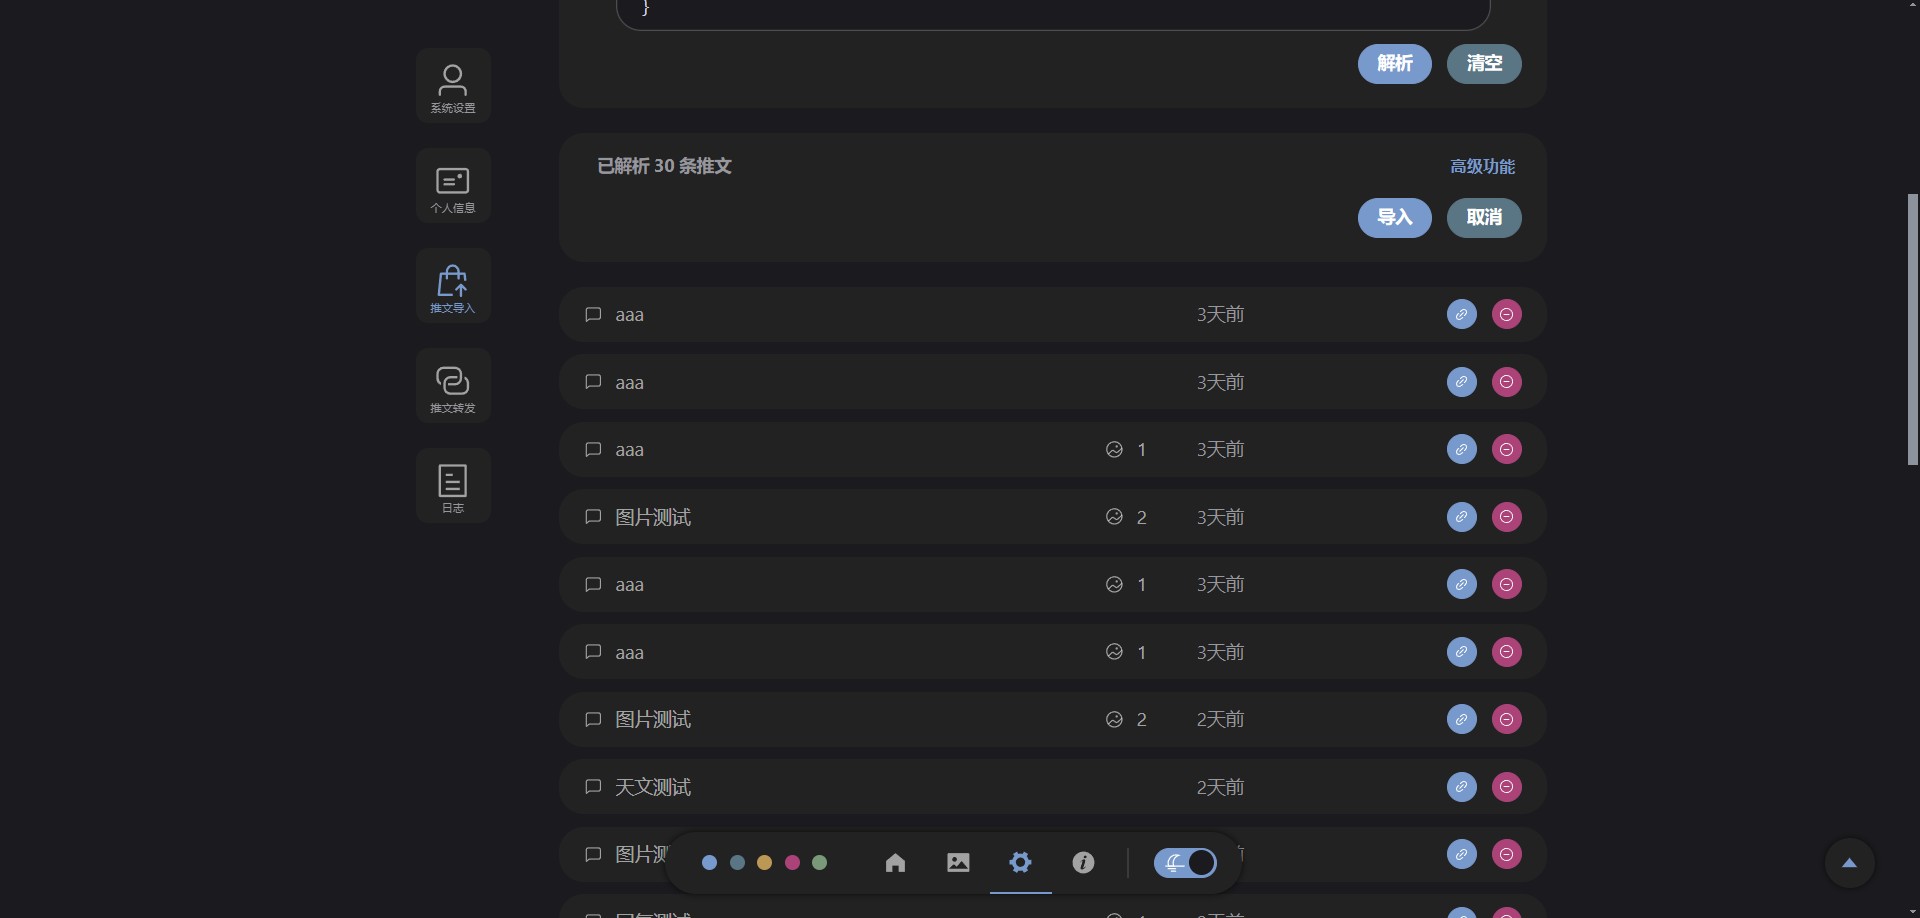 }
解析
清空
系统设置
个人信息
推文导入
推文转发
日志
已解析 30 条推文
高级功能
导入
取消
aaa
3天前
aaa
3天前
aaa
1
3天前
图片测试
2
3天前
aaa
1
3天前
aaa
1
3天前
图片测试
2
2天前
天文测试
2天前
图片